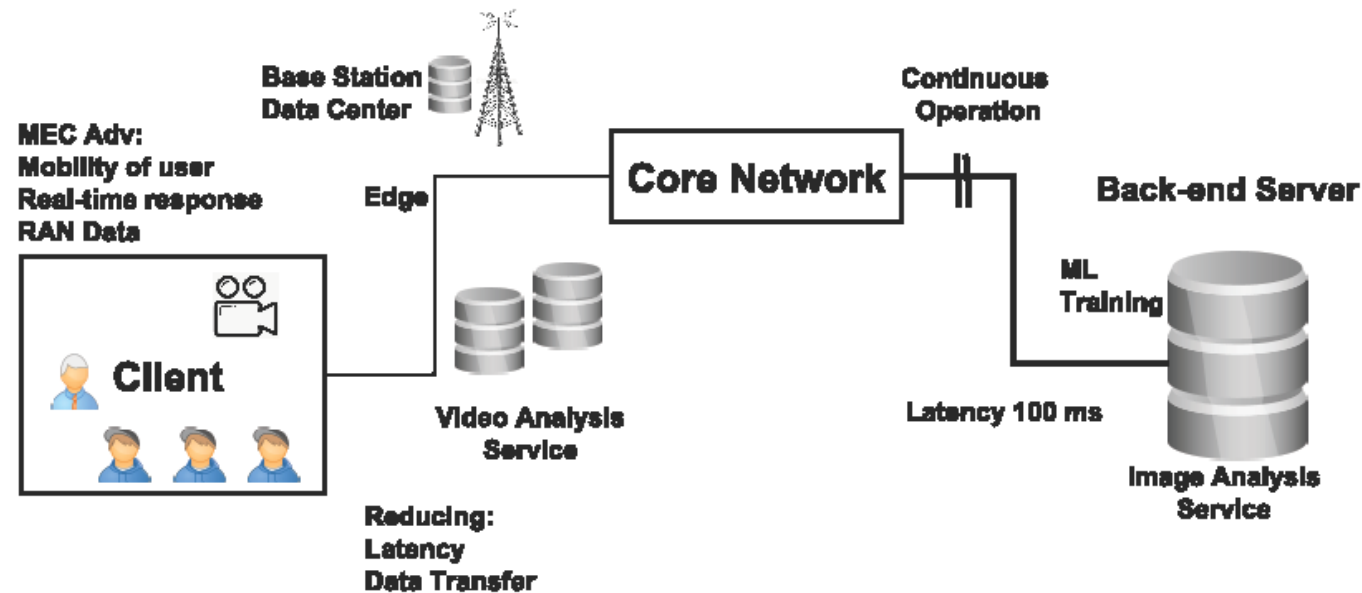 Base Station
Data Center
Continuous
Operation
MEC Adv:
Mobility of user
Real-time response
RAN Data
Edge
Core Network
Back-end Server
ML
Training
Client
Video Analysis
Service
Latency 100 ms
Image Analysis
Service
Reducing:
Latency
Data Transfer